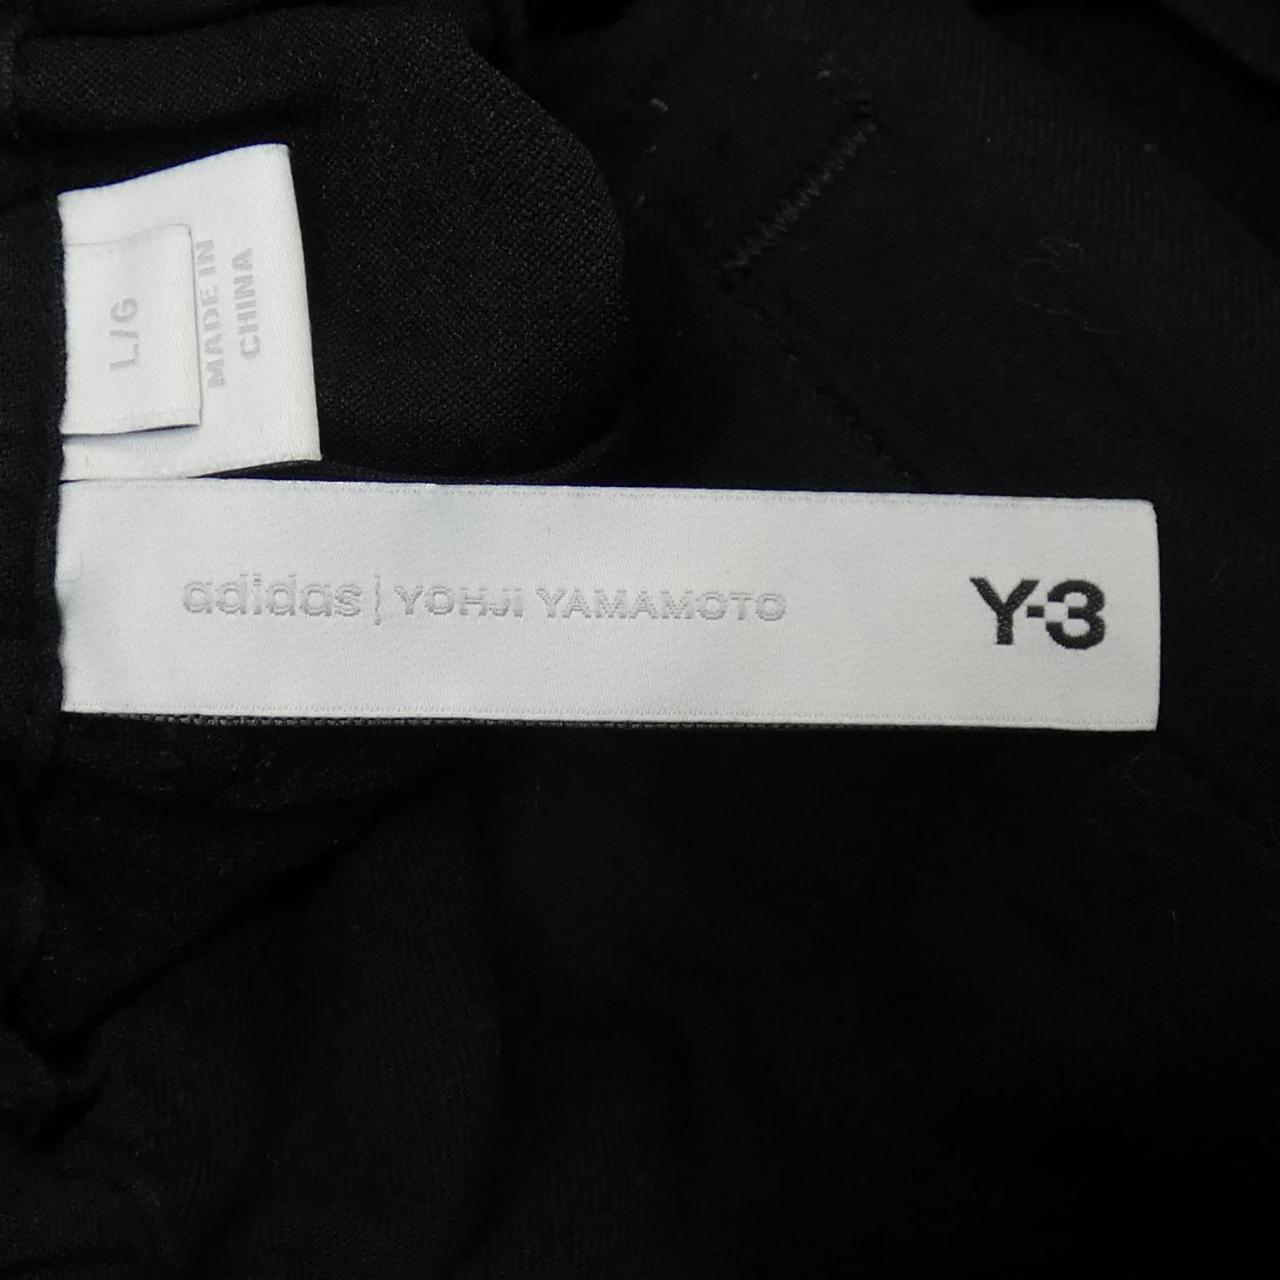 L/G
MADE IN
CHINA
adidas | YOHJI YAMAMOTO
Y-3